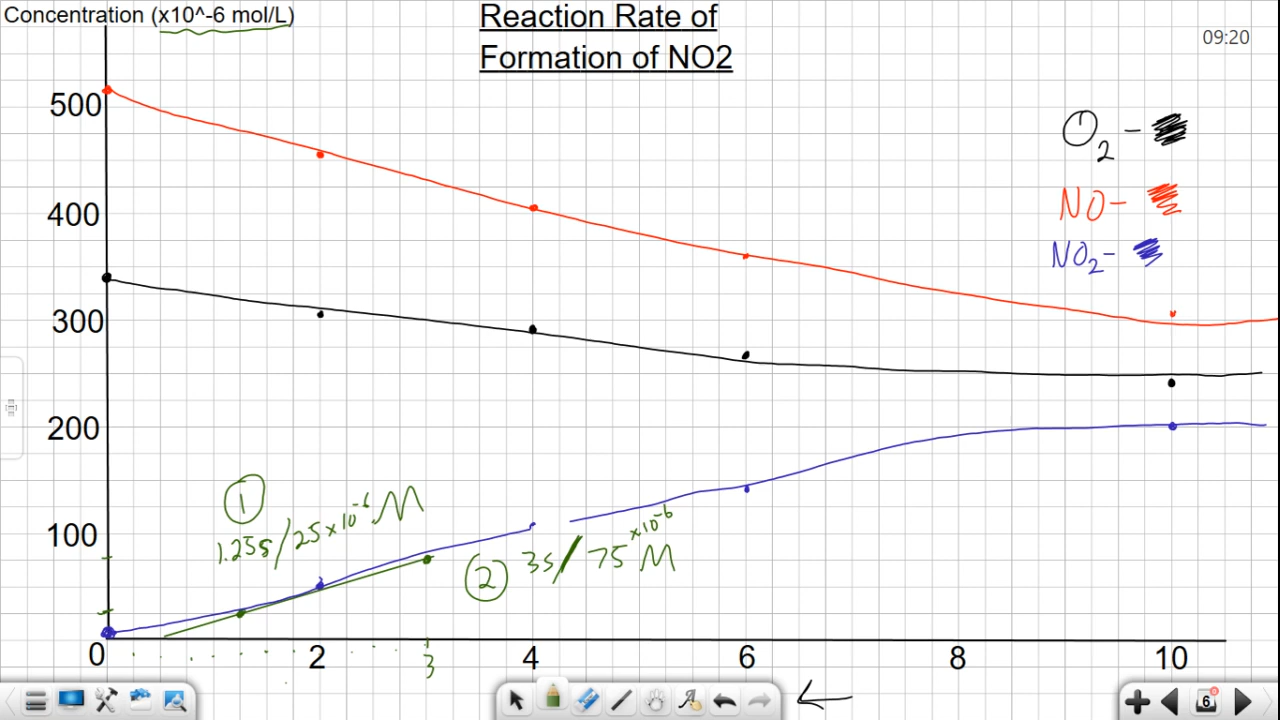 Concentration (x10^-6 mol/L)
Reaction Rate of
Formation of NO2
09:20
500
400
300
200
100
0
2
3
4
6
8
10
O2 -
NO -
NO2 -
①
1.25s/25x10^-6 M
②
3s/75x10^-6 M
6
8